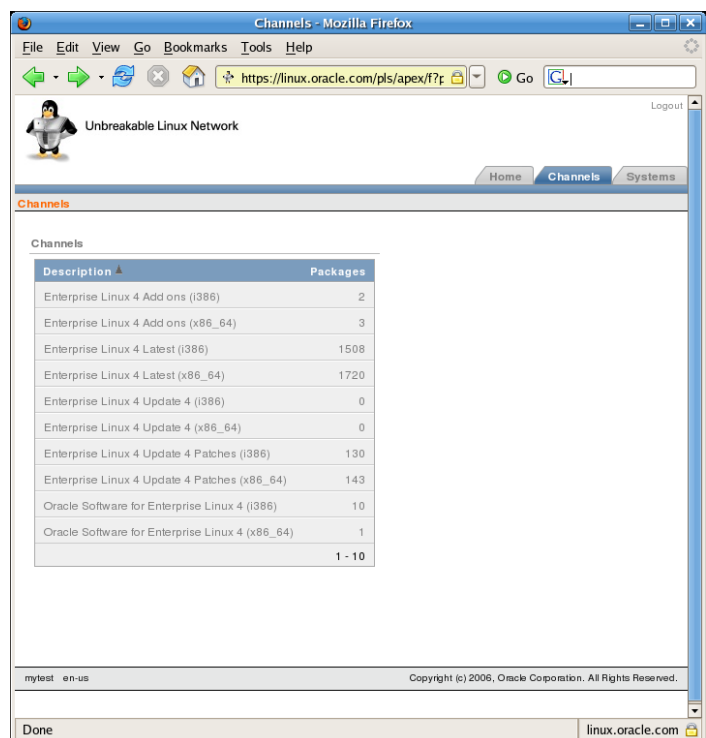 Channels - Mozilla Firefox
File Edit View Go Bookmarks Tools Help
https://linux.oracle.com/pls/apex/f?p Go G
Logout
Unbreakable Linux Network
Home Channels Systems
Channels
Channels
Description Packages
Enterprise Linux 4 Add ons (i386) 2
Enterprise Linux 4 Add ons (x86_64) 3
Enterprise Linux 4 Latest (i386) 1508
Enterprise Linux 4 Latest (x86_64) 1720
Enterprise Linux 4 Update 4 (i386) 0
Enterprise Linux 4 Update 4 (x86_64) 0
Enterprise Linux 4 Update 4 Patches (i386) 130
Enterprise Linux 4 Update 4 Patches (x86_64) 143
Oracle Software for Enterprise Linux 4 (i386) 10
Oracle Software for Enterprise Linux 4 (x86_64) 1
1 - 10
mytest en-us Copyright (c) 2006, Oracle Corporation. All Rights Reserved.
Done linux.oracle.com